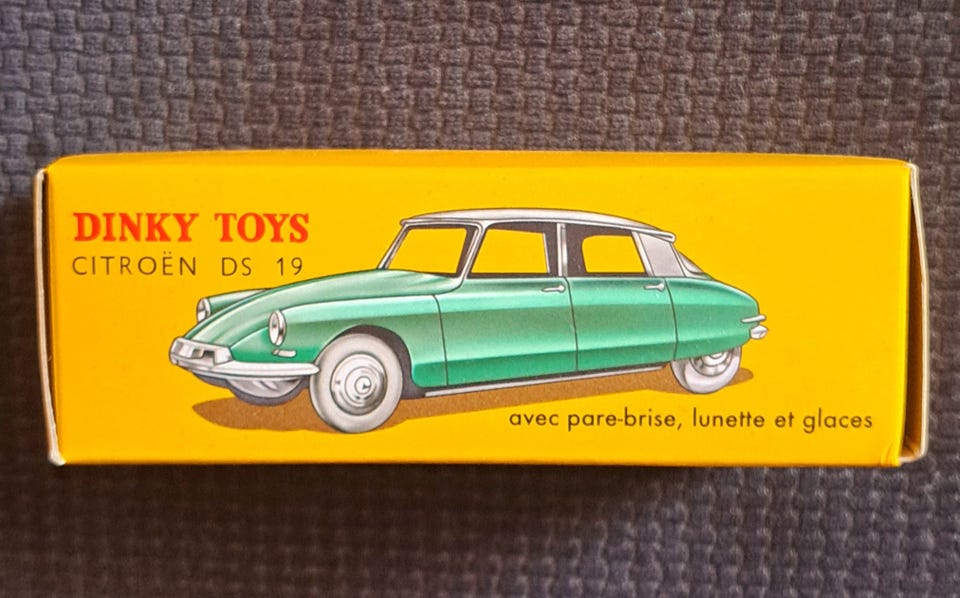 DINKY TOYS
CITROËN DS 19
avec pare-brise, lunette et glaces